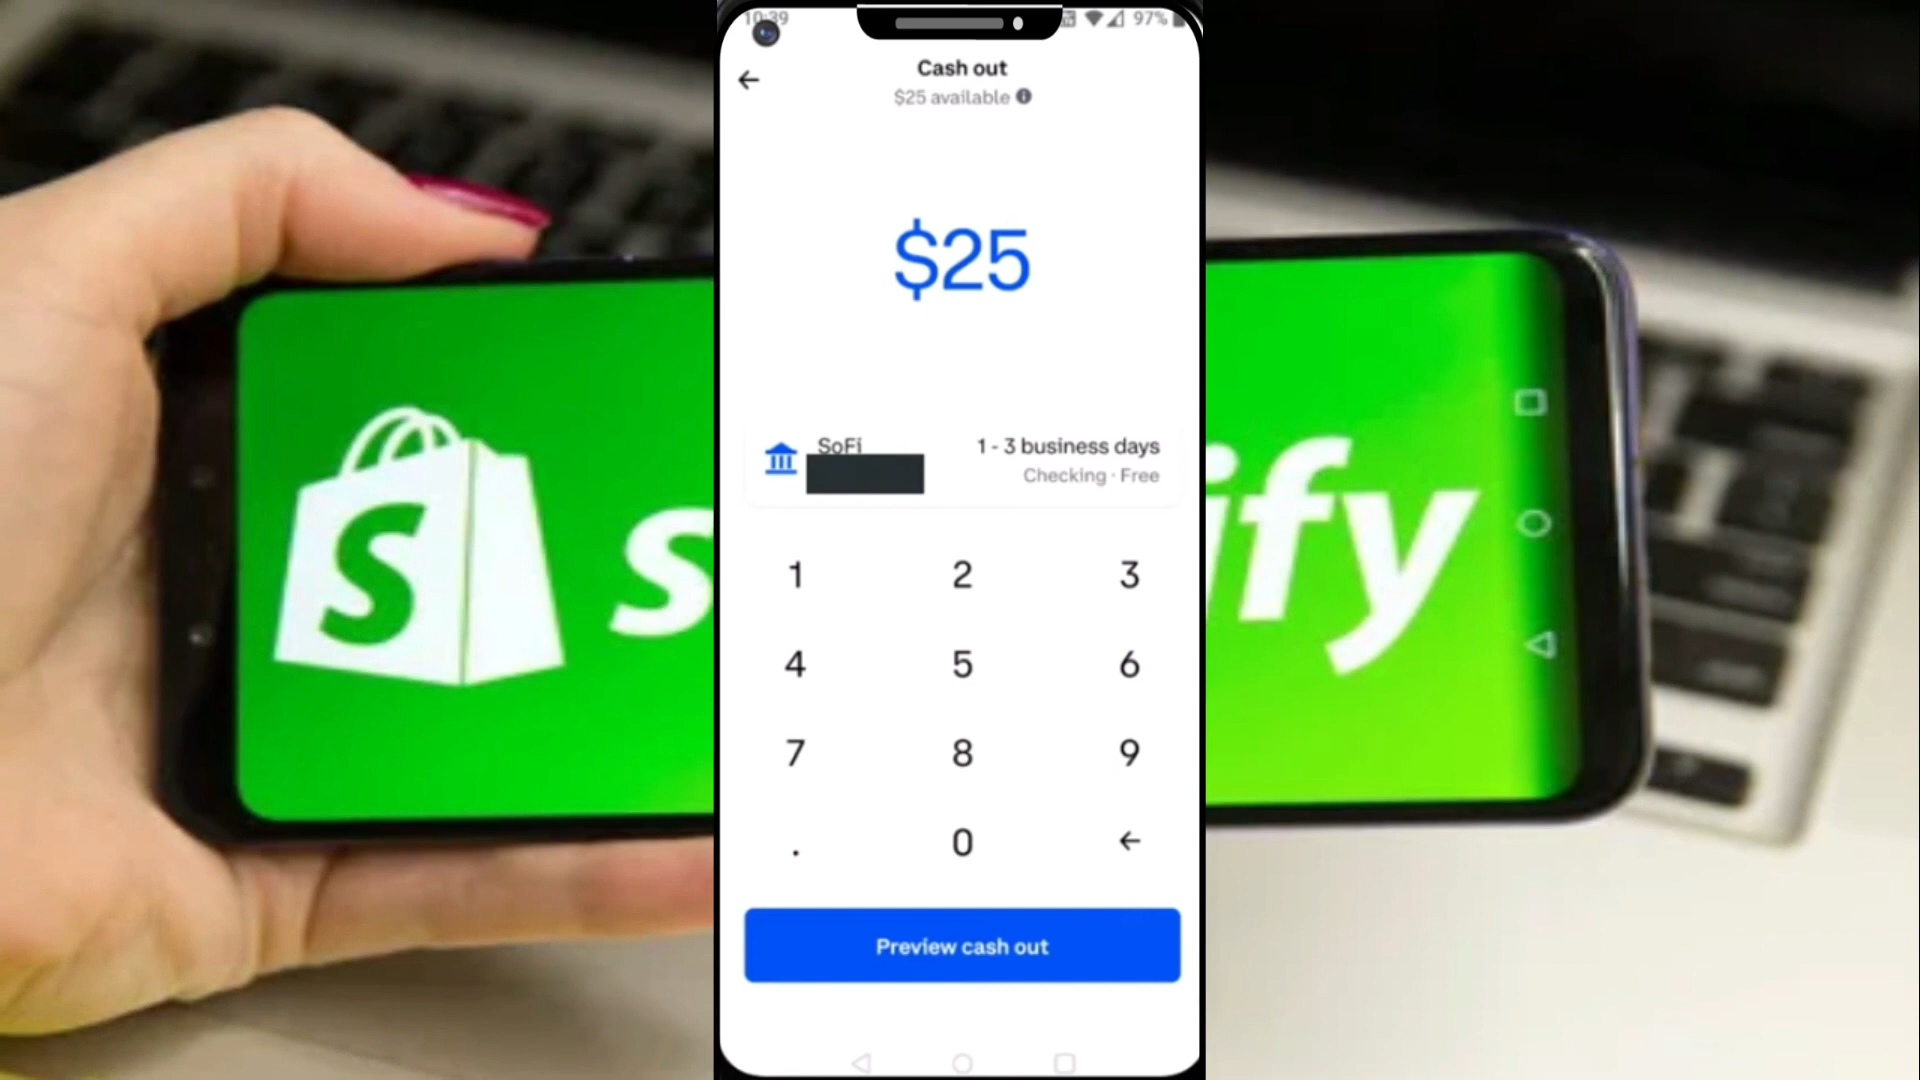 10:39
97%
Cash out
$25 available
$25
SoFi
1 - 3 business days
Checking · Free
1 2 3
4 5 6
7 8 9
. 0
Preview cash out
S
s
ify